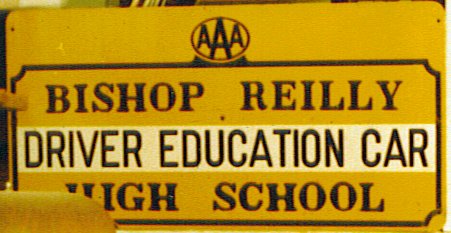 AAA
BISHOP REILLY
DRIVER EDUCATION CAR
HIGH SCHOOL